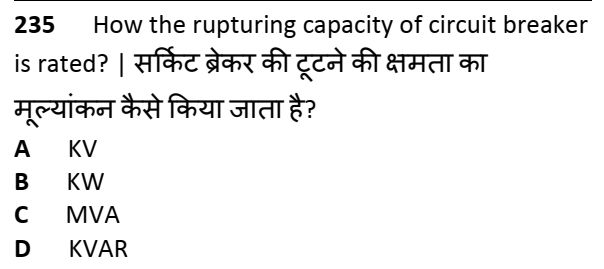 235 How the rupturing capacity of circuit breaker
is rated? | सर्किट ब्रेकर की टूटने की क्षमता का
मूल्यांकन कैसे किया जाता है?
A KV
B KW
C MVA
D KVAR